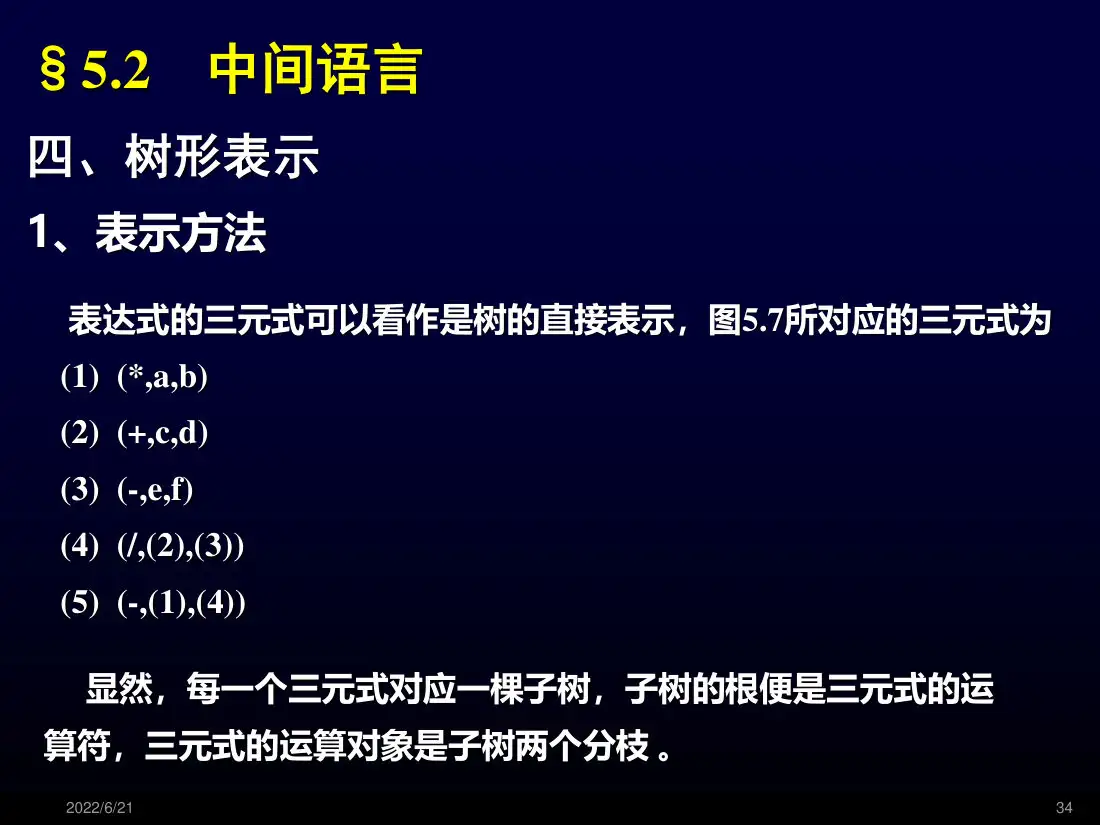 §5.2 中间语言
四、树形表示
1、表示方法
表达式的三元式可以看作是树的直接表示，图5.7所对应的三元式为
(1) (*,a,b)
(2) (+,c,d)
(3) (-,e,f)
(4) (/,(2),(3))
(5) (-,(1),(4))
显然，每一个三元式对应一棵子树，子树的根便是三元式的运
算符，三元式的运算对象是子树两个分枝。
2022/6/21
34